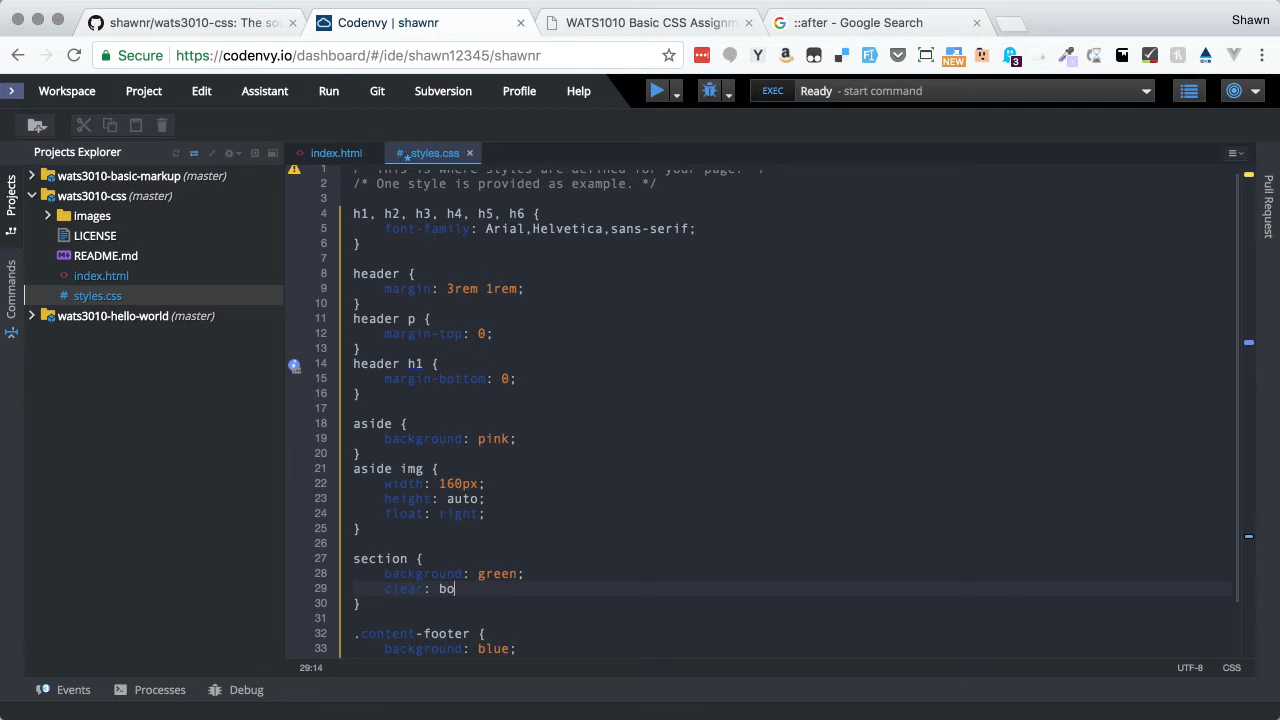 shawnr/wats3010-css: The sou
Codenvy | shawnr
WATS1010 Basic CSS Assignm
::after - Google Search
Shawn
Secure
https://codenvy.io/dashboard/#/ide/shawn12345/shawnr
Workspace Project Edit Assistant Run Git Subversion Profile Help
EXEC Ready - start command
Projects Explorer
index.html
styles.css
Projects
Commands
Pull Request
wats3010-basic-markup (master)
wats3010-css (master)
images
LICENSE
README.md
index.html
styles.css
wats3010-hello-world (master)
1 /* This is where styles are defined for your page. */
2 /* One style is provided as example. */
3
4 h1, h2, h3, h4, h5, h6 {
5 font-family: Arial,Helvetica,sans-serif;
6 }
7
8 header {
9 margin: 3rem 1rem;
10 }
11 header p {
12 margin-top: 0;
13 }
14 header h1 {
15 margin-bottom: 0;
16 }
17
18 aside {
19 background: pink;
20 }
21 aside img {
22 width: 160px;
23 height: auto;
24 float: right;
25 }
26
27 section {
28 background: green;
29 clear: bo
30 }
31
32 .content-footer {
33 background: blue;
29:14
UTF-8 CSS
Events Processes Debug